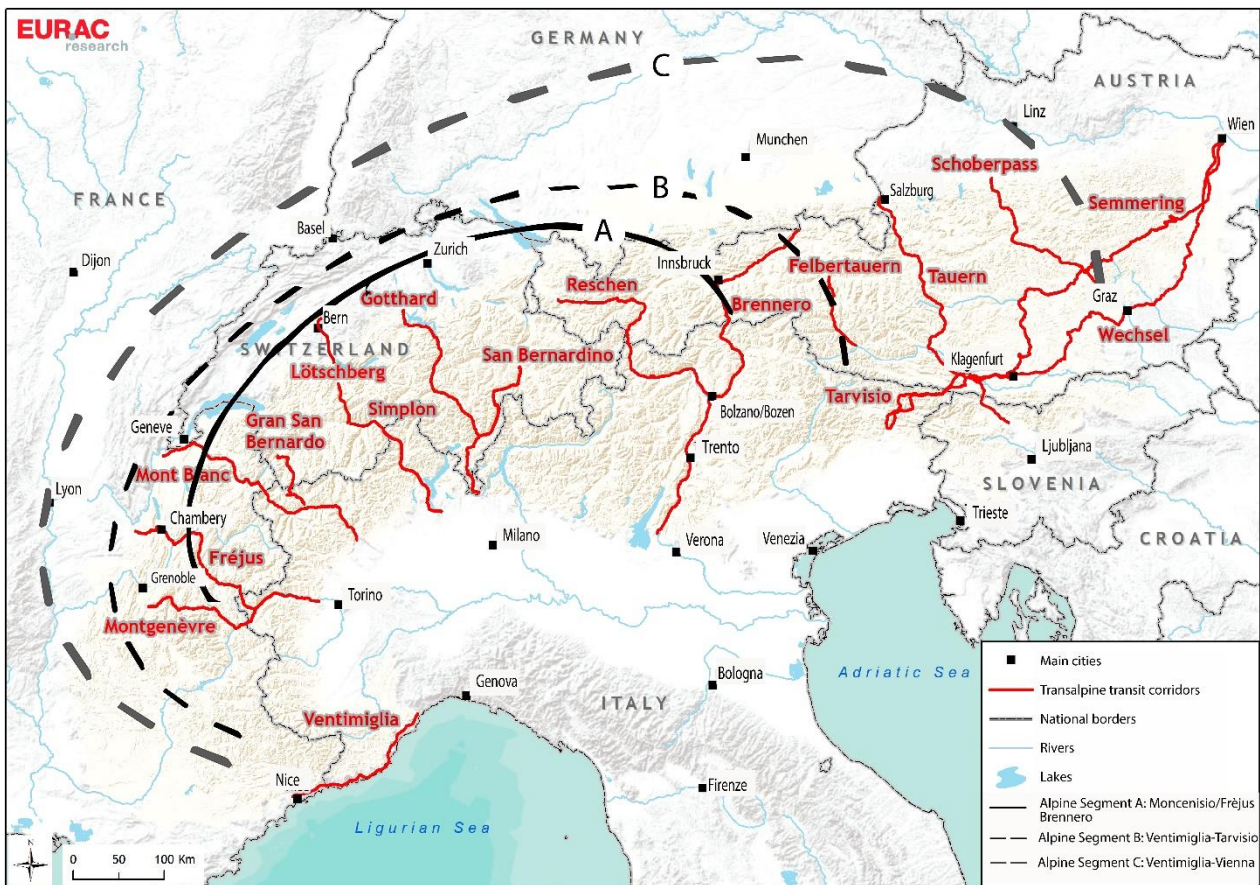 EURAC
research
GERMANY
C
AUSTRIA
Linz
Wien
Munchen
Schoberpass
FRANCE
B
Salzburg
Semmering
Basel
A
Zurich
Dijon
Innsbruck
Felbertauern
Reschen
Tauern
Gotthard
Brennero
Graz
Bern
Wechsel
SWITZERLAND
San Bernardino
Lötschberg
Klagenfurt
Simplon
Tarvisio
Bolzano/Bozen
Gran San
Bernardo
Geneve
Trento
Ljubljana
Mont Blanc
SLOVENIA
Lyon
Chambery
Trieste
Milano
Verona
Venezia
CROATIA
Fréjus
Grenoble
Torino
Montgenèvre
Bologna
Adriatic Sea
Genova
ITALY
Ventimiglia
Nice
Firenze
Ligurian Sea
N
0 50 100 Km
Main cities
Transalpine transit corridors
National borders
Rivers
Lakes
Alpine Segment A: Moncenisio/Frèjus
Brennero
Alpine Segment B: Ventimiglia-Tarvisio
Alpine Segment C: Ventimiglia-Vienna